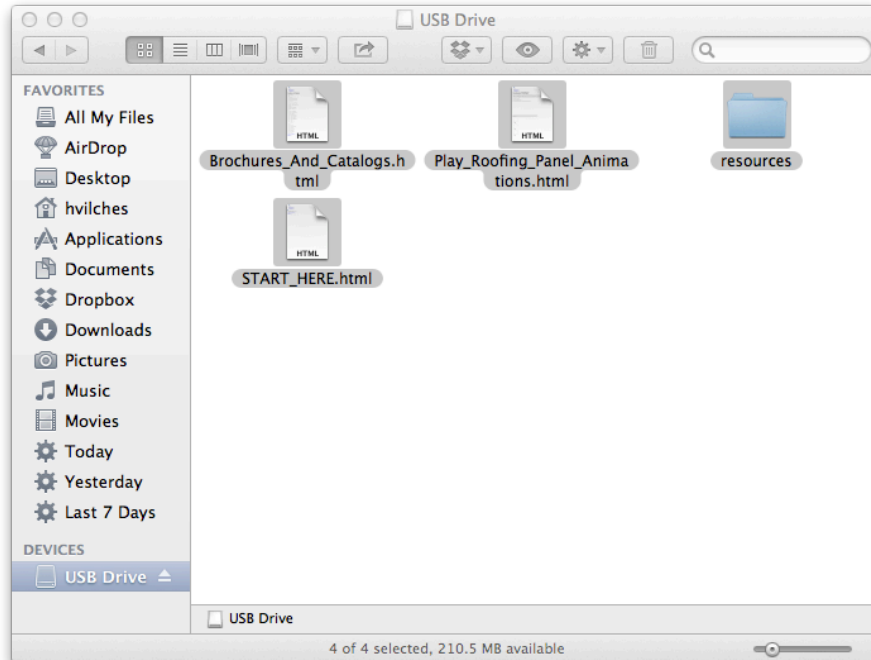 USB Drive
FAVORITES
All My Files
AirDrop
Desktop
hvilches
Applications
Documents
Dropbox
Downloads
Pictures
Music
Movies
Today
Yesterday
Last 7 Days
DEVICES
USB Drive
HTML
Brochures_And_Catalogs.h
tml
HTML
Play_Roofing_Panel_Anima
tions.html
resources
HTML
START_HERE.html
USB Drive
4 of 4 selected, 210.5 MB available